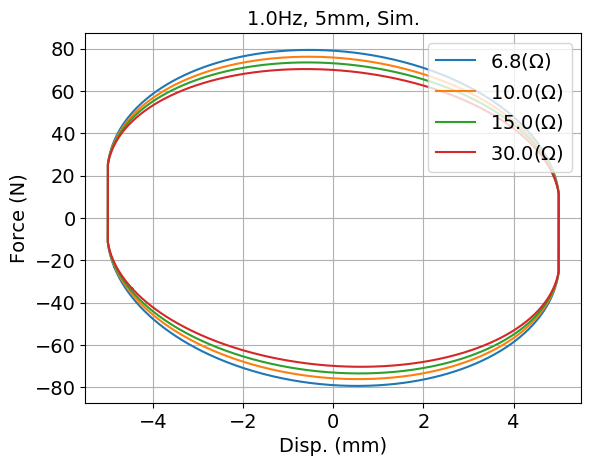 1.0Hz, 5mm, Sim.
80
60
40
20
0
−20
−40
−60
−80
Force (N)
6.8(Ω)
10.0(Ω)
15.0(Ω)
30.0(Ω)
−4
−2
0
2
4
Disp. (mm)